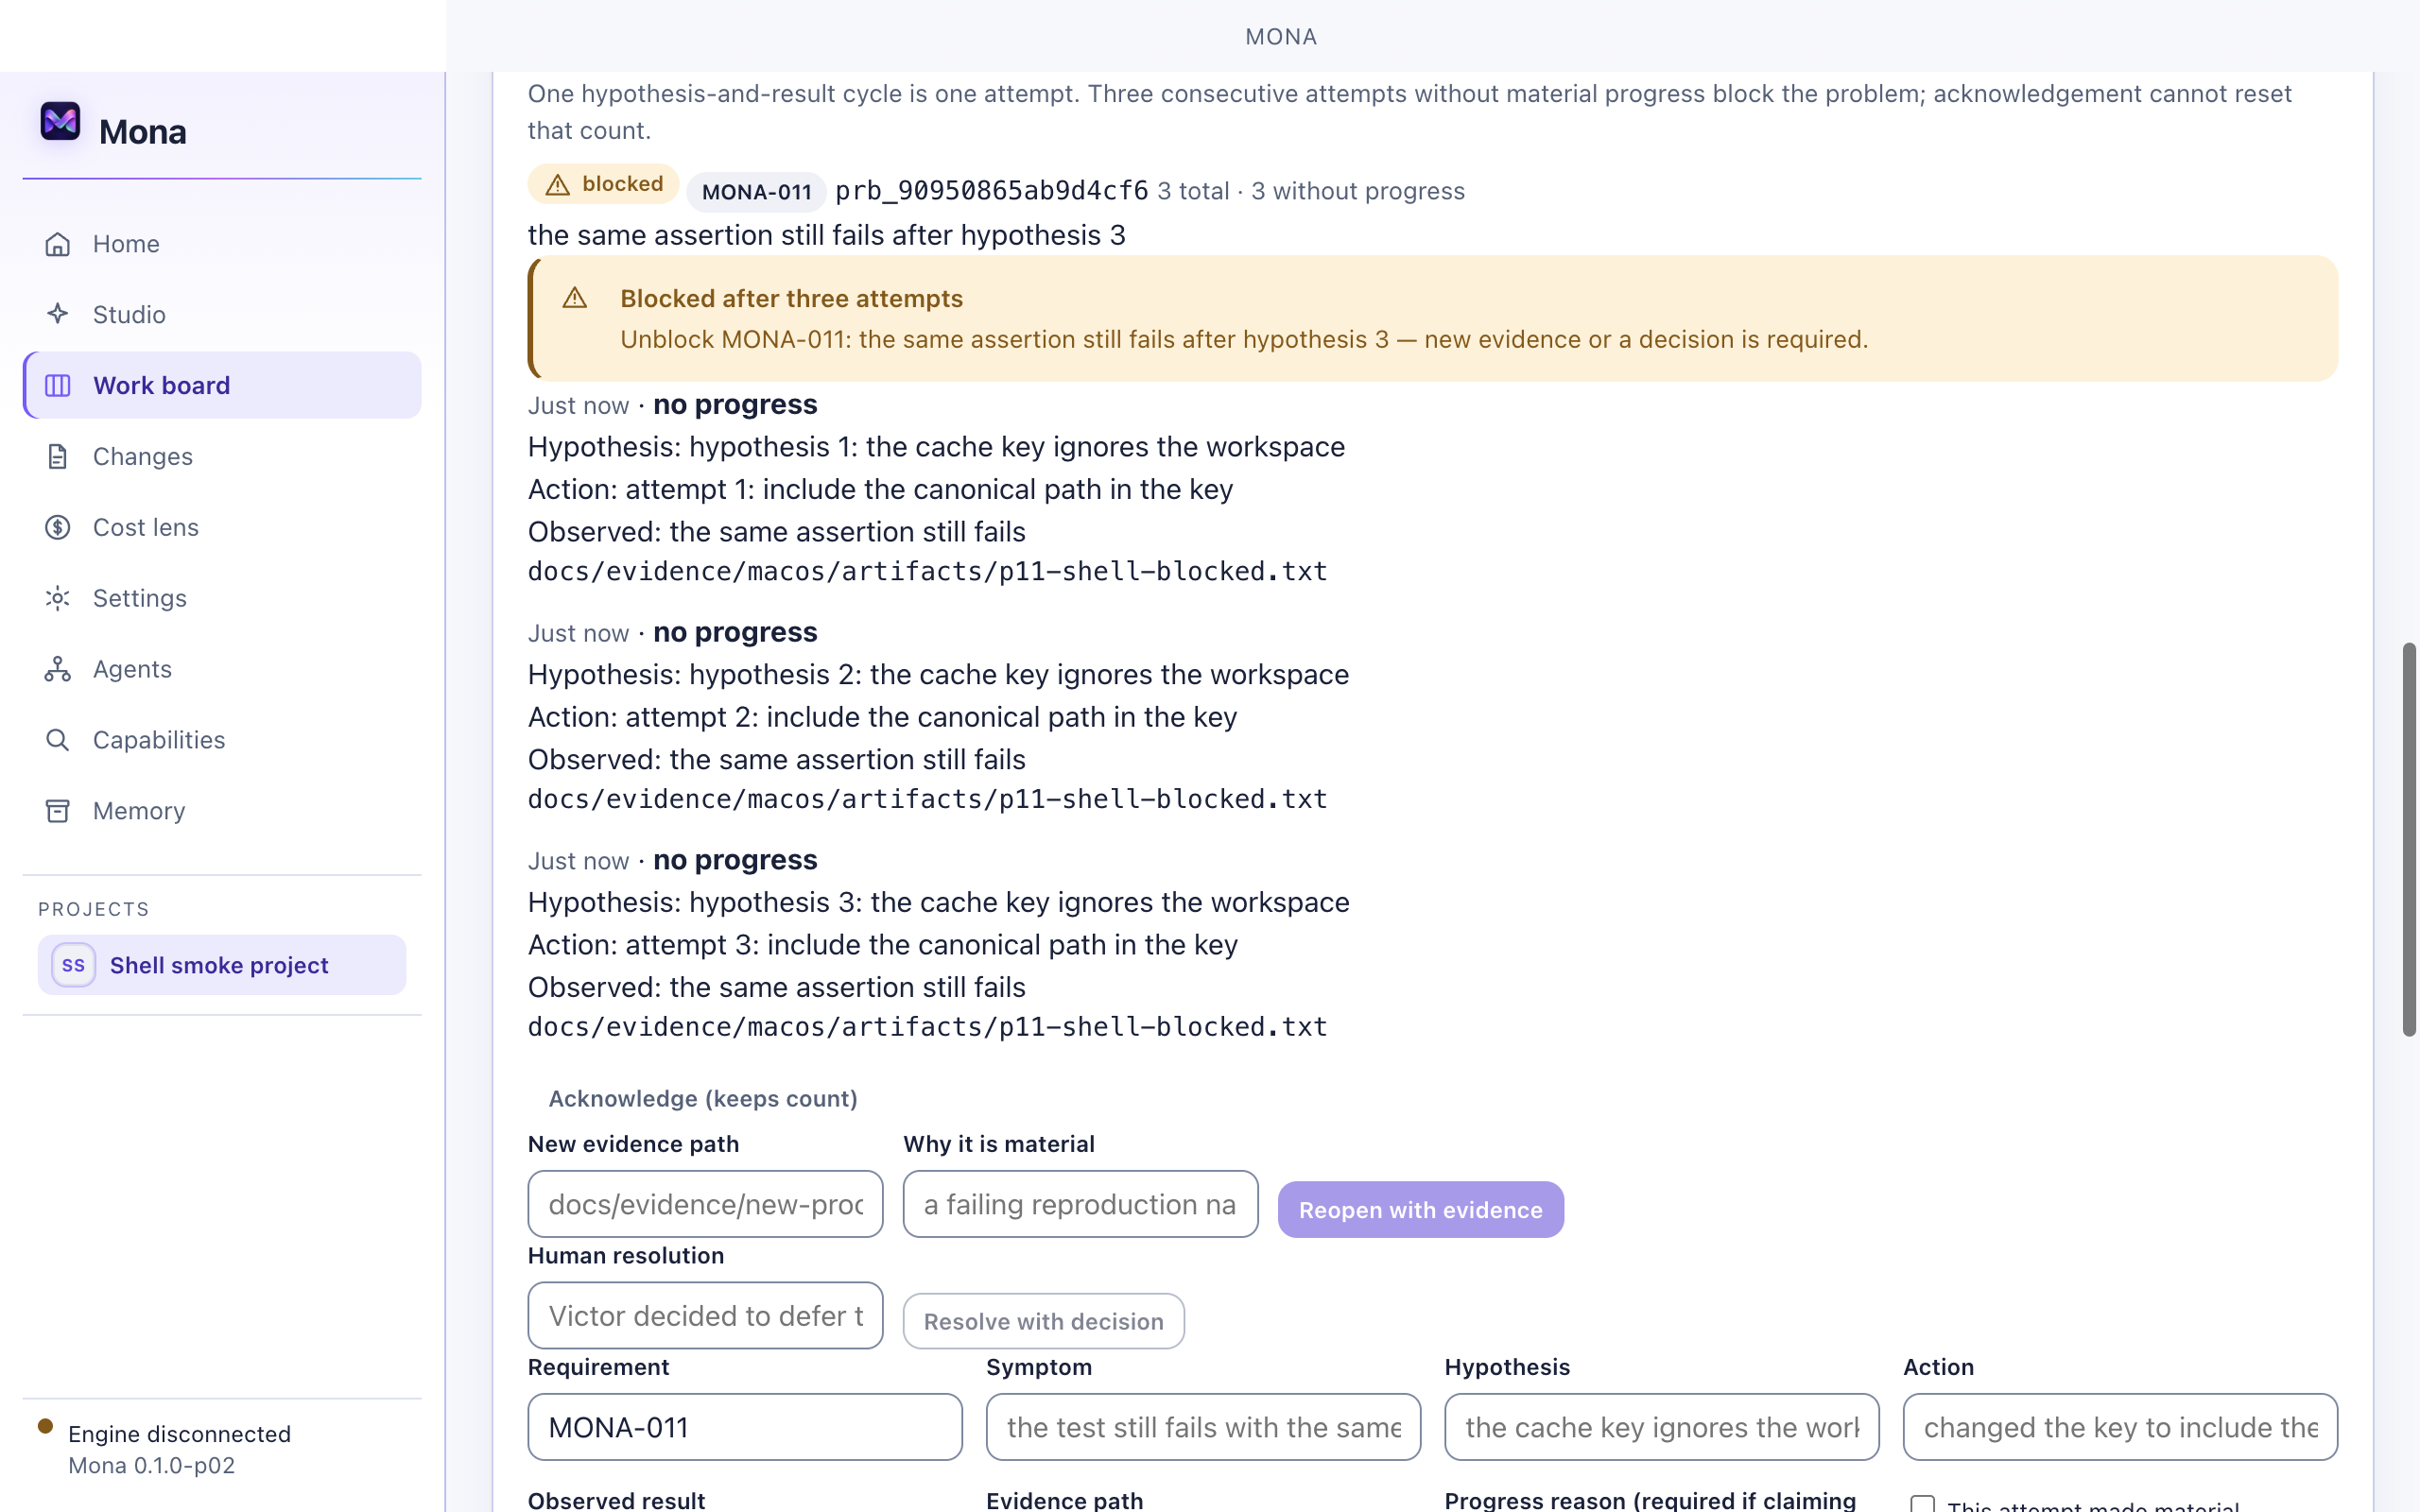 MONA
Mona
Home
Studio
Work board
Changes
Cost lens
Settings
Agents
Capabilities
Memory
PROJECTS
SS Shell smoke project
Engine disconnected
Mona 0.1.0-p02
One hypothesis-and-result cycle is one attempt. Three consecutive attempts without material progress block the problem; acknowledgement cannot reset
that count.
blocked MONA-011 prb_90950865ab9d4cf6 3 total · 3 without progress
the same assertion still fails after hypothesis 3
Blocked after three attempts
Unblock MONA-011: the same assertion still fails after hypothesis 3 — new evidence or a decision is required.
Just now · no progress
Hypothesis: hypothesis 1: the cache key ignores the workspace
Action: attempt 1: include the canonical path in the key
Observed: the same assertion still fails
docs/evidence/macos/artifacts/p11-shell-blocked.txt
Just now · no progress
Hypothesis: hypothesis 2: the cache key ignores the workspace
Action: attempt 2: include the canonical path in the key
Observed: the same assertion still fails
docs/evidence/macos/artifacts/p11-shell-blocked.txt
Just now · no progress
Hypothesis: hypothesis 3: the cache key ignores the workspace
Action: attempt 3: include the canonical path in the key
Observed: the same assertion still fails
docs/evidence/macos/artifacts/p11-shell-blocked.txt
Acknowledge (keeps count)
New evidence path Why it is material
docs/evidence/new-proc a failing reproduction na Reopen with evidence
Human resolution
Victor decided to defer t Resolve with decision
Requirement Symptom Hypothesis Action
MONA-011 the test still fails with the same the cache key ignores the work changed the key to include the
Observed result Evidence path Progress reason (required if claiming This attempt made material